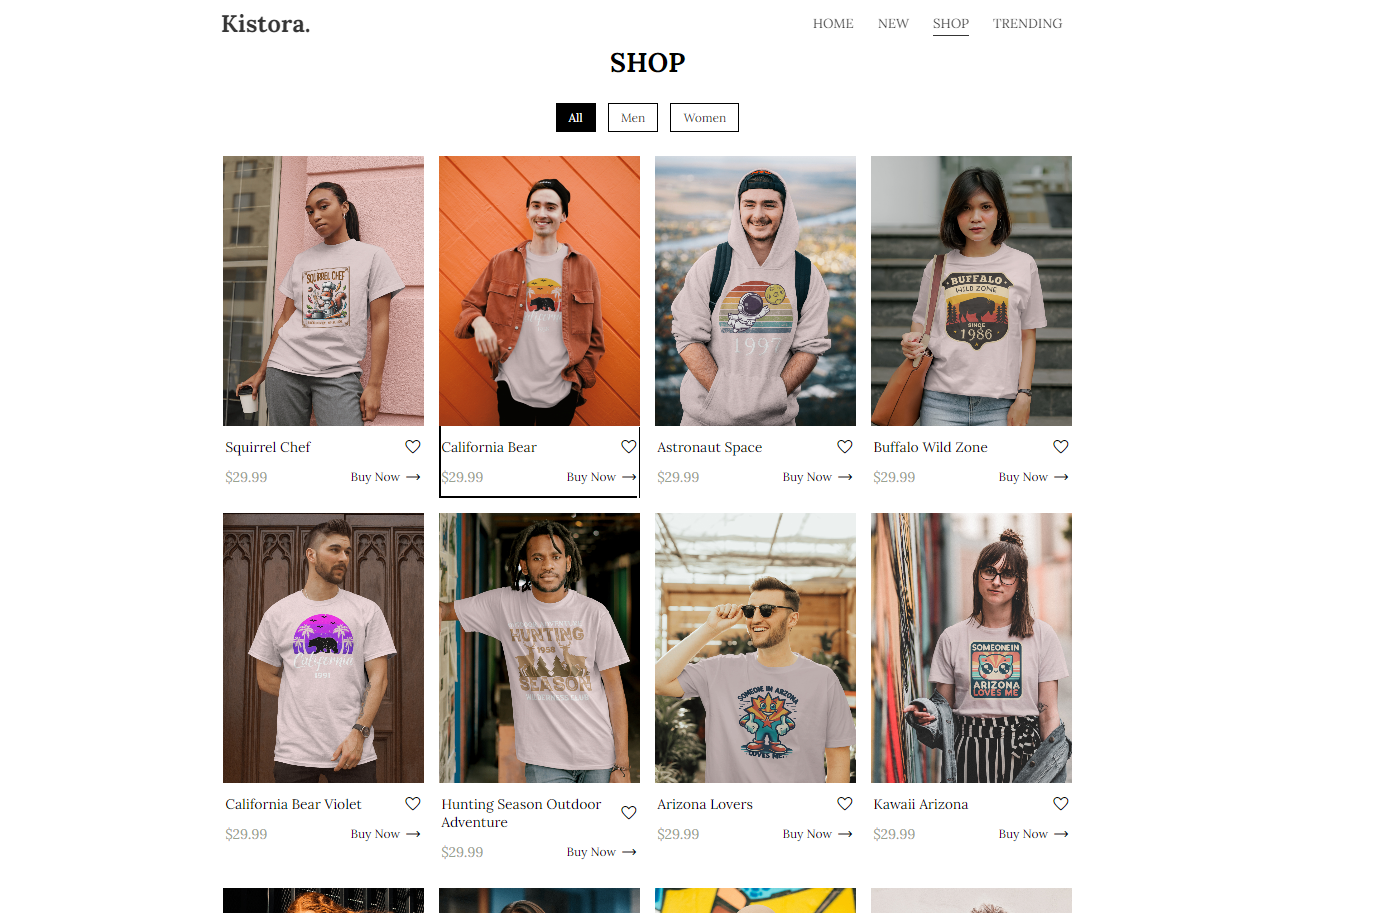 Kistora.
HOME NEW SHOP TRENDING
SHOP
All Men Women
SQUIRREL CHEF
California
1997
BUFFALO
WILD ZONE
SINCE
1986
Squirrel Chef
$29.99 Buy Now
California Bear
$29.99 Buy Now
Astronaut Space
$29.99 Buy Now
Buffalo Wild Zone
$29.99 Buy Now
California
1991
HUNTING
1958
SEASON
SOMEONE IN ARIZONA
LOVES ME
SOMEONE IN
ARIZONA
LOVES ME
California Bear Violet
$29.99 Buy Now
Hunting Season Outdoor
Adventure
$29.99 Buy Now
Arizona Lovers
$29.99 Buy Now
Kawaii Arizona
$29.99 Buy Now